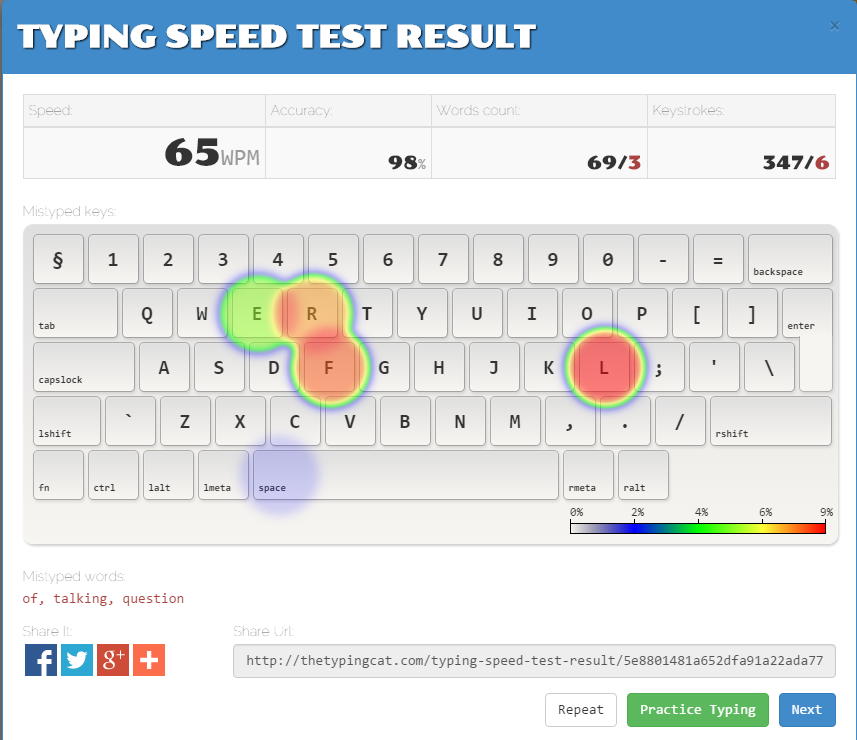 TYPING SPEED TEST RESULT
×
Speed: Accuracy: Words count: Keystrokes:
65WPM 98% 69/3 347/6
Mistyped keys:
§ 1 2 3 4 5 6 7 8 9 0 - = backspace
tab Q W E R T Y U I O P [ ] enter
capslock A S D F G H J K L ; ' \
lshift ` Z X C V B N M , . / rshift
fn ctrl lalt lmeta space rmeta ralt
0% 2% 4% 6% 9%
Mistyped words:
of, talking, question
Share It: Share Url:
f g+ http://thetypingcat.com/typing-speed-test-result/5e8801481a652dfa91a22ada77
Repeat Practice Typing Next